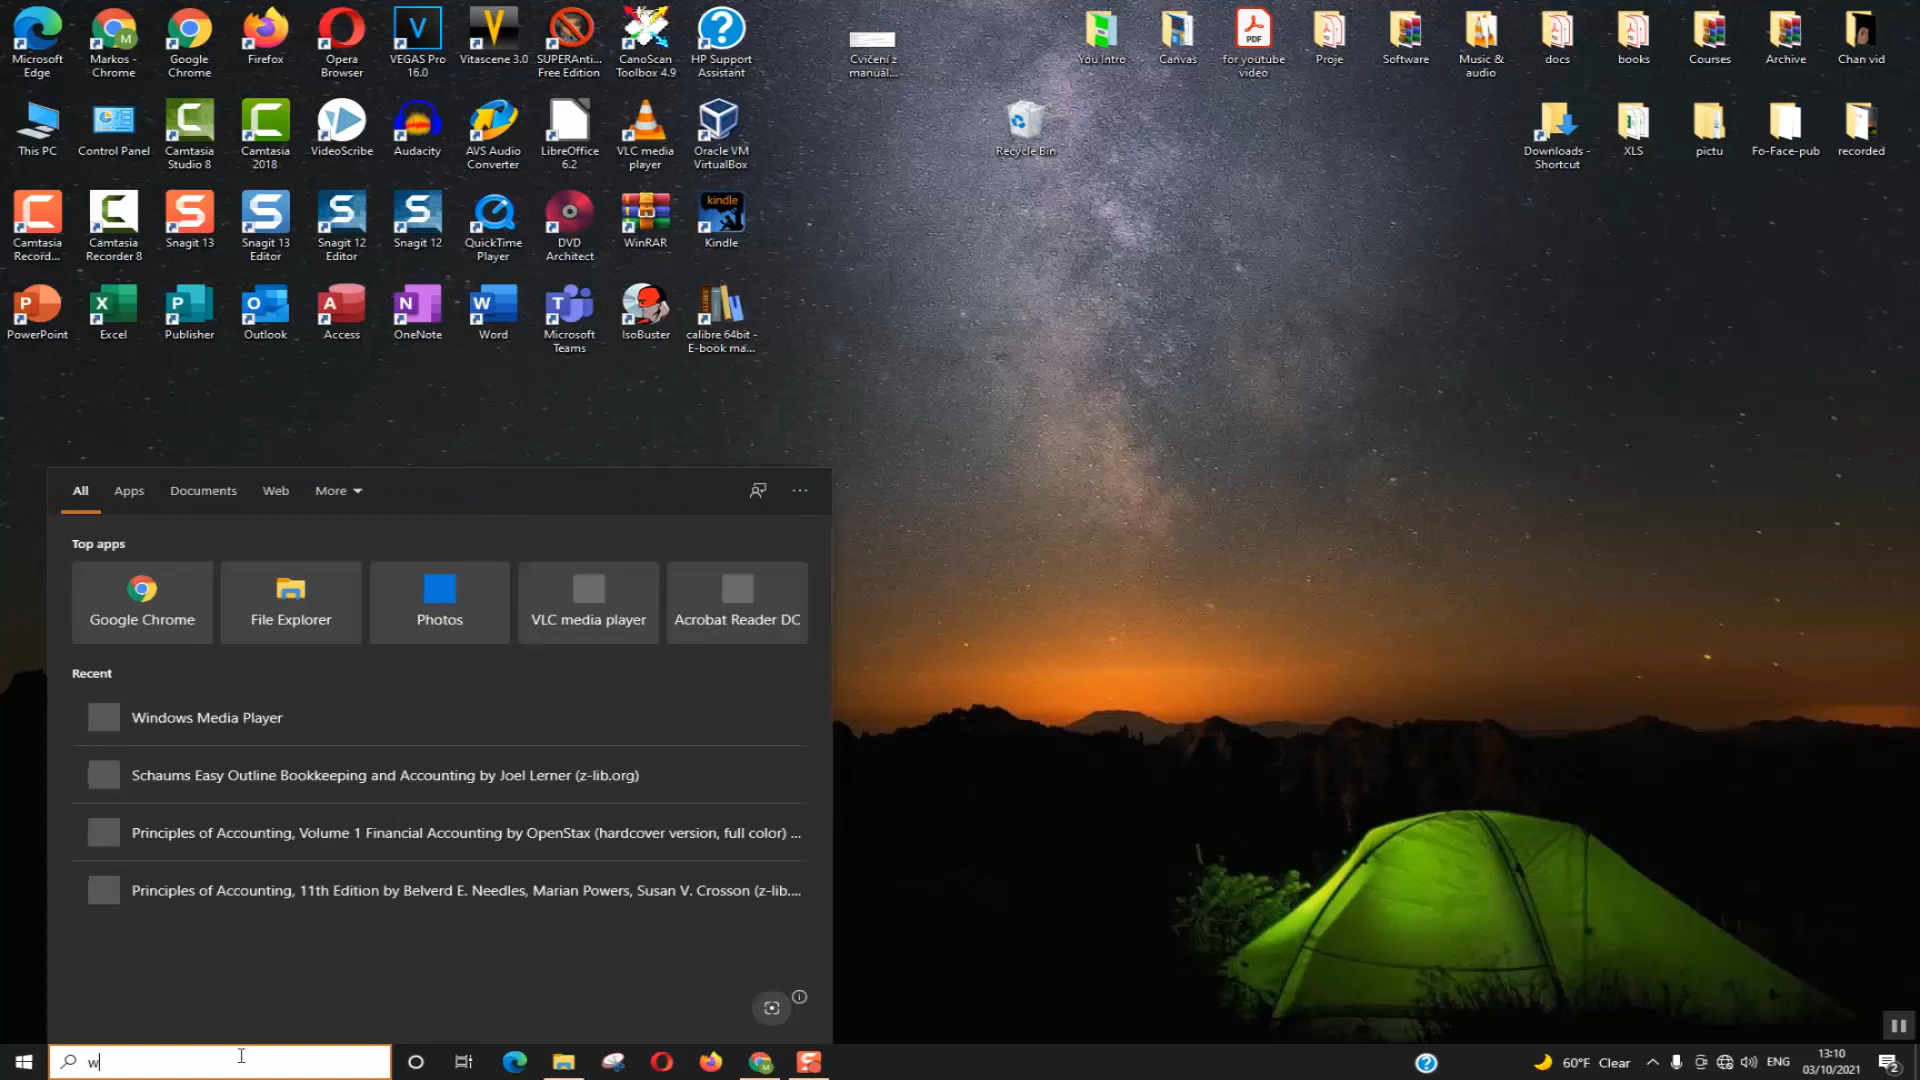 Microsoft Edge
Markos - Chrome
Google Chrome
Firefox
Opera Browser
VEGAS Pro 16.0
Vitascene 3.0
SUPERAnti... Free Edition
CanoScan Toolbox 4.9
HP Support Assistant
Cvičení z manuál...
You Intro
Canvas
for youtube video
Proje
Software
Music & audio
docs
books
Courses
Archive
Chan vid
This PC
Control Panel
Camtasia Studio 8
Camtasia 2018
VideoScribe
Audacity
AVS Audio Converter
LibreOffice 6.2
VLC media player
Oracle VM VirtualBox
Recycle Bin
Downloads - Shortcut
XLS
pictu
Fo-Face-pub
recorded
Camtasia Record...
Camtasia Recorder 8
Snagit 13
Snagit 13 Editor
Snagit 12 Editor
Snagit 12
QuickTime Player
DVD Architect
WinRAR
kindle
Kindle
PowerPoint
Excel
Publisher
Outlook
Access
OneNote
Word
Microsoft Teams
IsoBuster
calibre 64bit - E-book ma...
All
Apps
Documents
Web
More
Top apps
Google Chrome
File Explorer
Photos
VLC media player
Acrobat Reader DC
Recent
Windows Media Player
Schaums Easy Outline Bookkeeping and Accounting by Joel Lerner (z-lib.org)
Principles of Accounting, Volume 1 Financial Accounting by OpenStax (hardcover version, full color) ...
Principles of Accounting, 11th Edition by Belverd E. Needles, Marian Powers, Susan V. Crosson (z-lib....
w
60°F Clear
ENG
13:10
03/10/2021
2